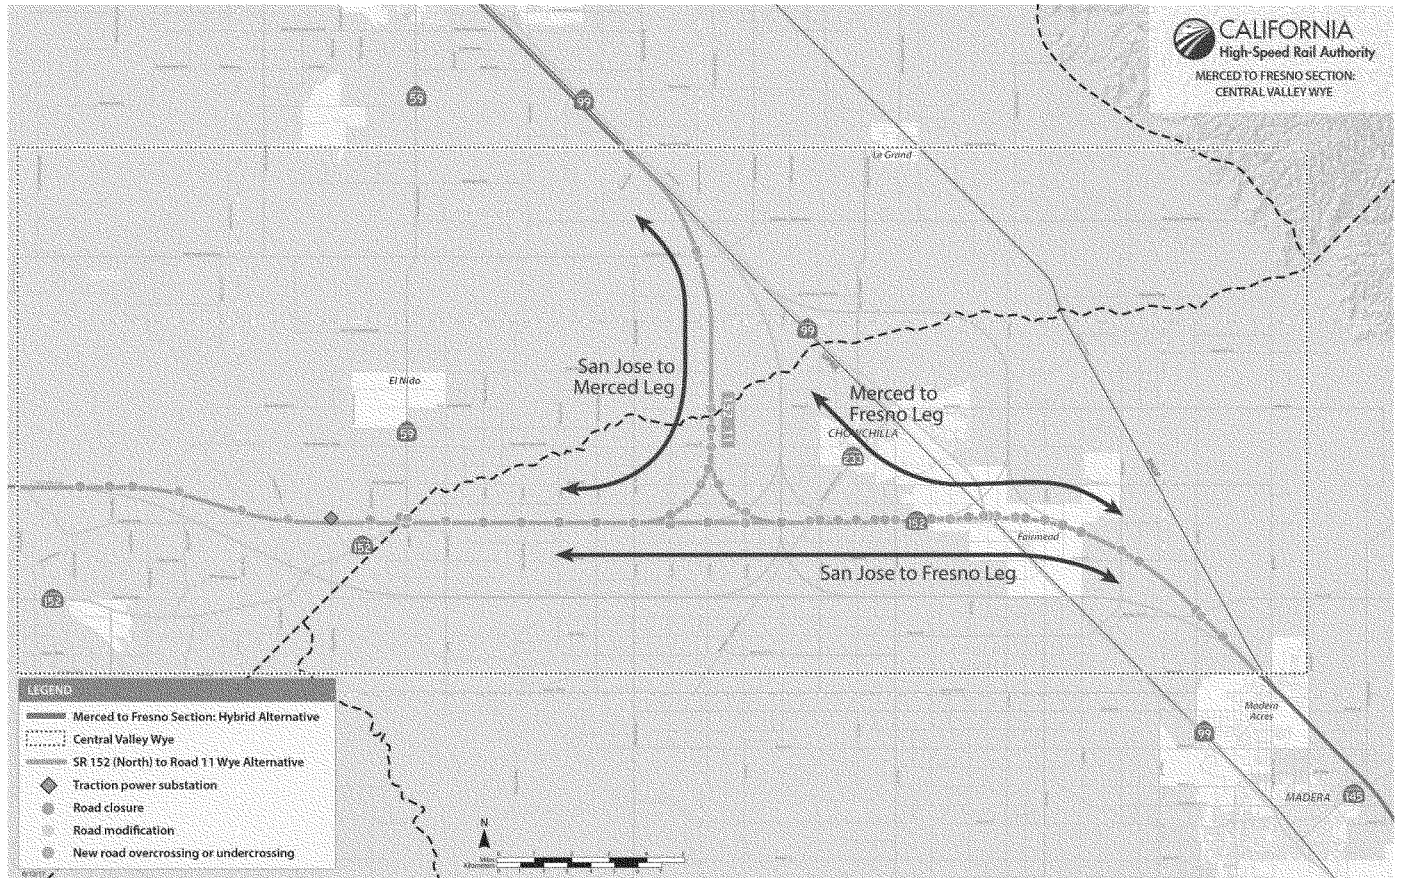 CALIFORNIA
High-Speed Rail Authority
MERCED TO FRESNO SECTION:
CENTRAL VALLEY WYE
59
99
Le Grand
99
San Jose to
Merced Leg
El Nido
Merced to
Fresno Leg
CHOWCHILLA
59
233
152
152
Fairmead
San Jose to Fresno Leg
152
LEGEND
Merced to Fresno Section: Hybrid Alternative
Central Valley Wye
SR 152 (North) to Road 11 Wye Alternative
Traction power substation
Road closure
Road modification
New road overcrossing or undercrossing
Madera
Acres
99
MADERA
145
N
Miles
Kilometers